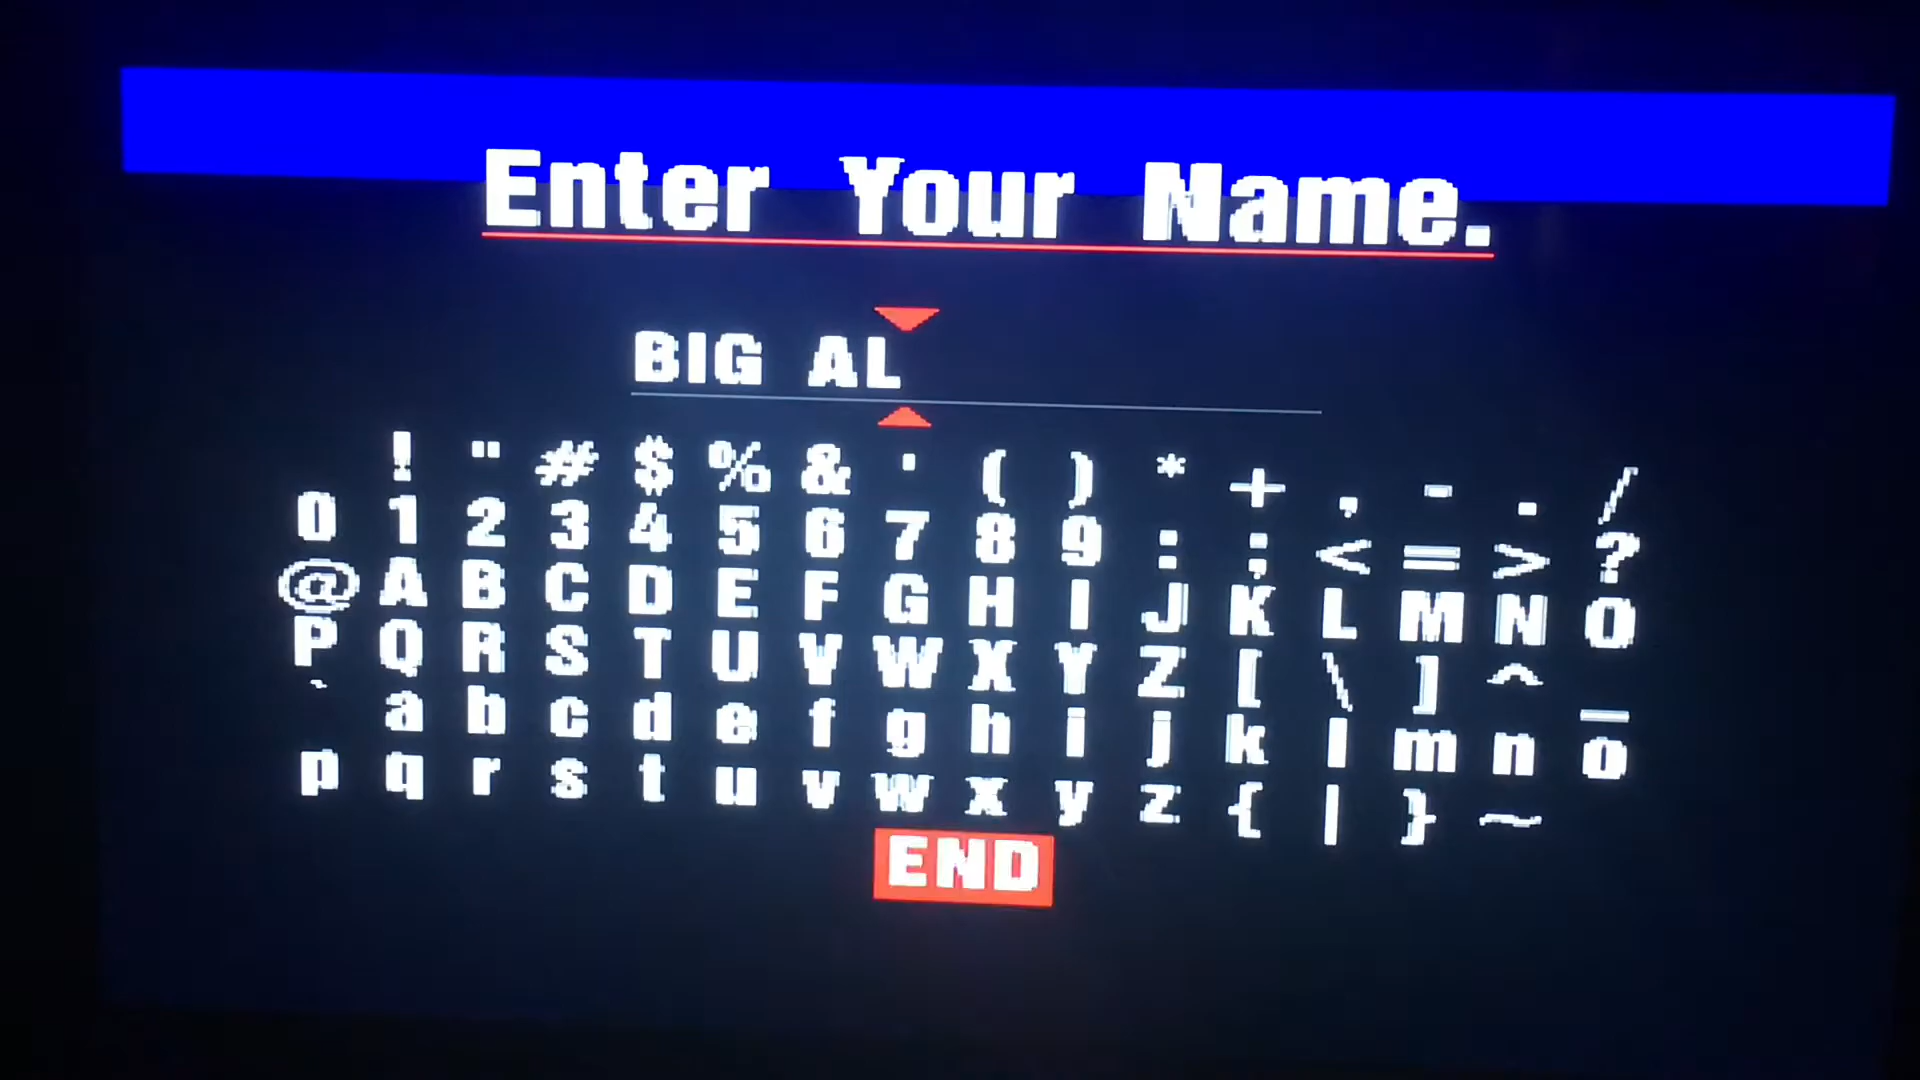 Enter Your Name.
BIG AL
! " # $ % & ' ( ) * + , - . /
0 1 2 3 4 5 6 7 8 9 : ; < = > ?
@ A B C D E F G H I J K L M N O
P Q R S T U V W X Y Z [ \ ] ^ _
` a b c d e f g h i j k l m n o
p q r s t u v w x y z { | } ~
END